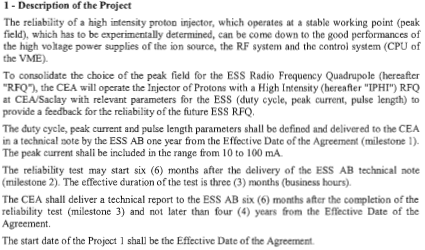 1 - Description of the Project
The reliability of a high intensity proton injector, which operates at a stable working point (peak
field), which has to be experimentally determined, can be come down to the good performances of
the high voltage power supplies of the ion source, the RF system and the control system (CPU of
the VME).
To consolidate the choice of the peak field for the ESS Radio Frequency Quadrupole (hereafter
"RFQ"), the CEA will operate the Injector of Protons with a High Intensity (hereafter "IPHI") RFQ
at CEA/Saclay with relevant parameters for the ESS (duty cycle, peak current, pulse length) to
provide a feedback for the reliability of the future ESS RFQ.
The duty cycle, peak current and pulse length parameters shall be defined and delivered to the CEA
in a technical note by the ESS AB one year from the Effective Date of the Agreement (milestone 1).
The peak current shall be included in the range from 10 to 100 mA.
The reliability test may start six (6) months after the delivery of the ESS AB technical note
(milestone 2). The effective duration of the test is three (3) months (business hours).
The CEA shall deliver a technical report to the ESS AB six (6) months after the completion of the
reliability test (milestone 3) and not later than four (4) years from the Effective Date of the
Agreement.
The start date of the Project 1 shall be the Effective Date of the Agreement.